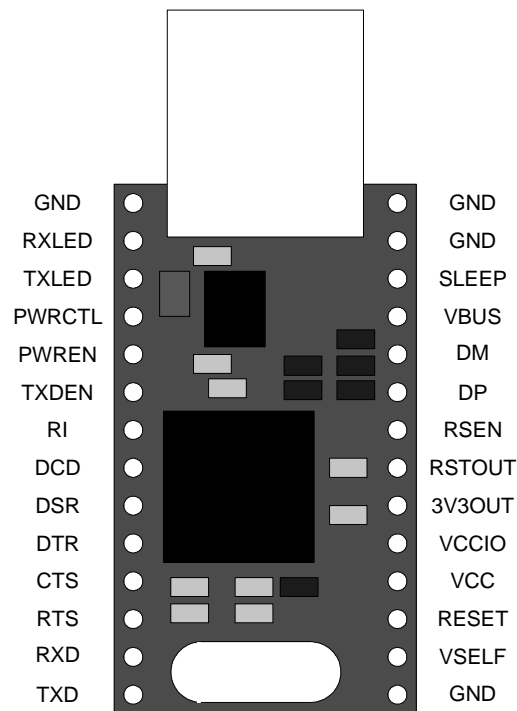 GND GND
RXLED GND
TXLED SLEEP
PWRCTL VBUS
PWREN DM
TXDEN DP
RI RSEN
DCD RSTOUT
DSR 3V3OUT
DTR VCCIO
CTS VCC
RTS RESET
RXD VSELF
TXD GND